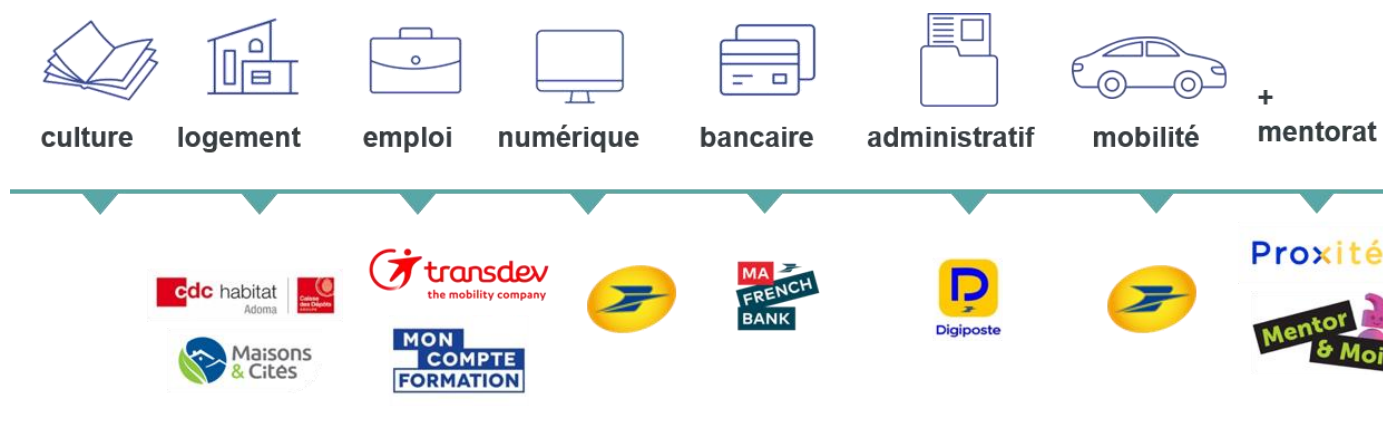 culture
logement
emploi
numérique
bancaire
administratif
mobilité
+
mentorat
cdc habitat
Adoma
Caisse
des Dépôts
GROUPE
Maisons
& Cités
transdev
the mobility company
MON
COMPTE
FORMATION
MA
FRENCH
BANK
Digiposte
Proxité
Mentor
& Moi